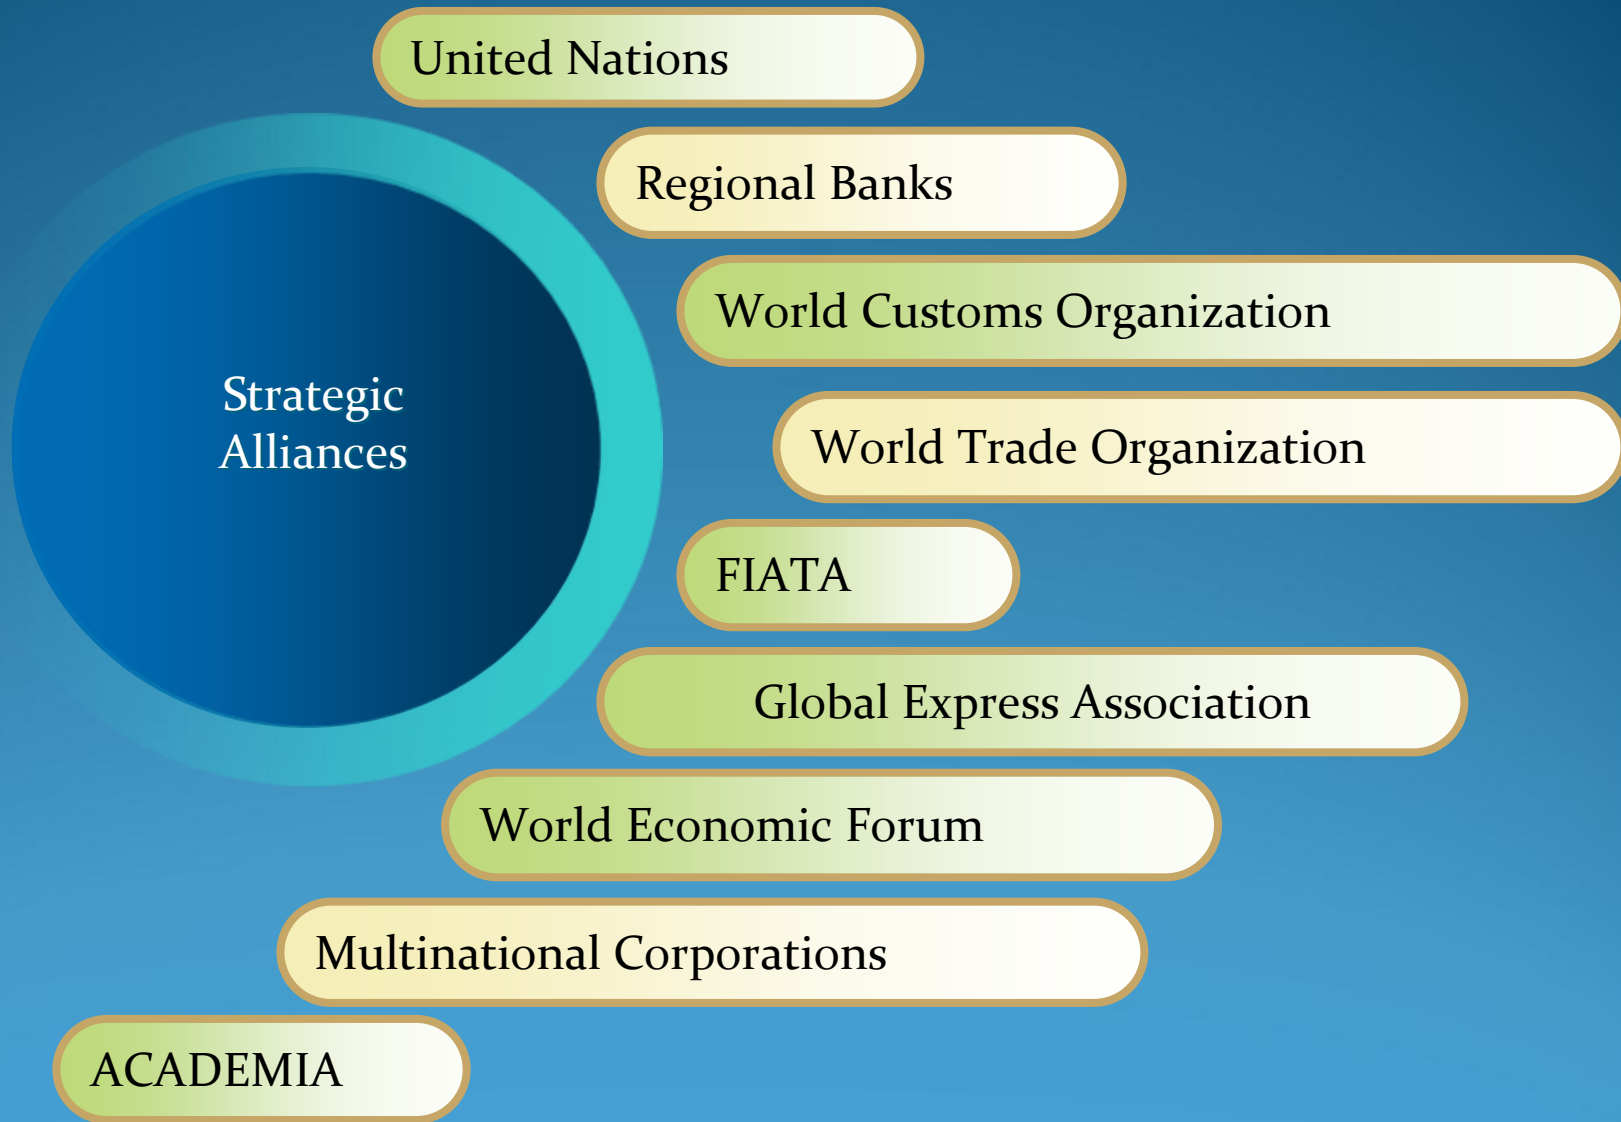 United Nations
Regional Banks
World Customs Organization
Strategic
Alliances
World Trade Organization
FIATA
Global Express Association
World Economic Forum
Multinational Corporations
ACADEMIA